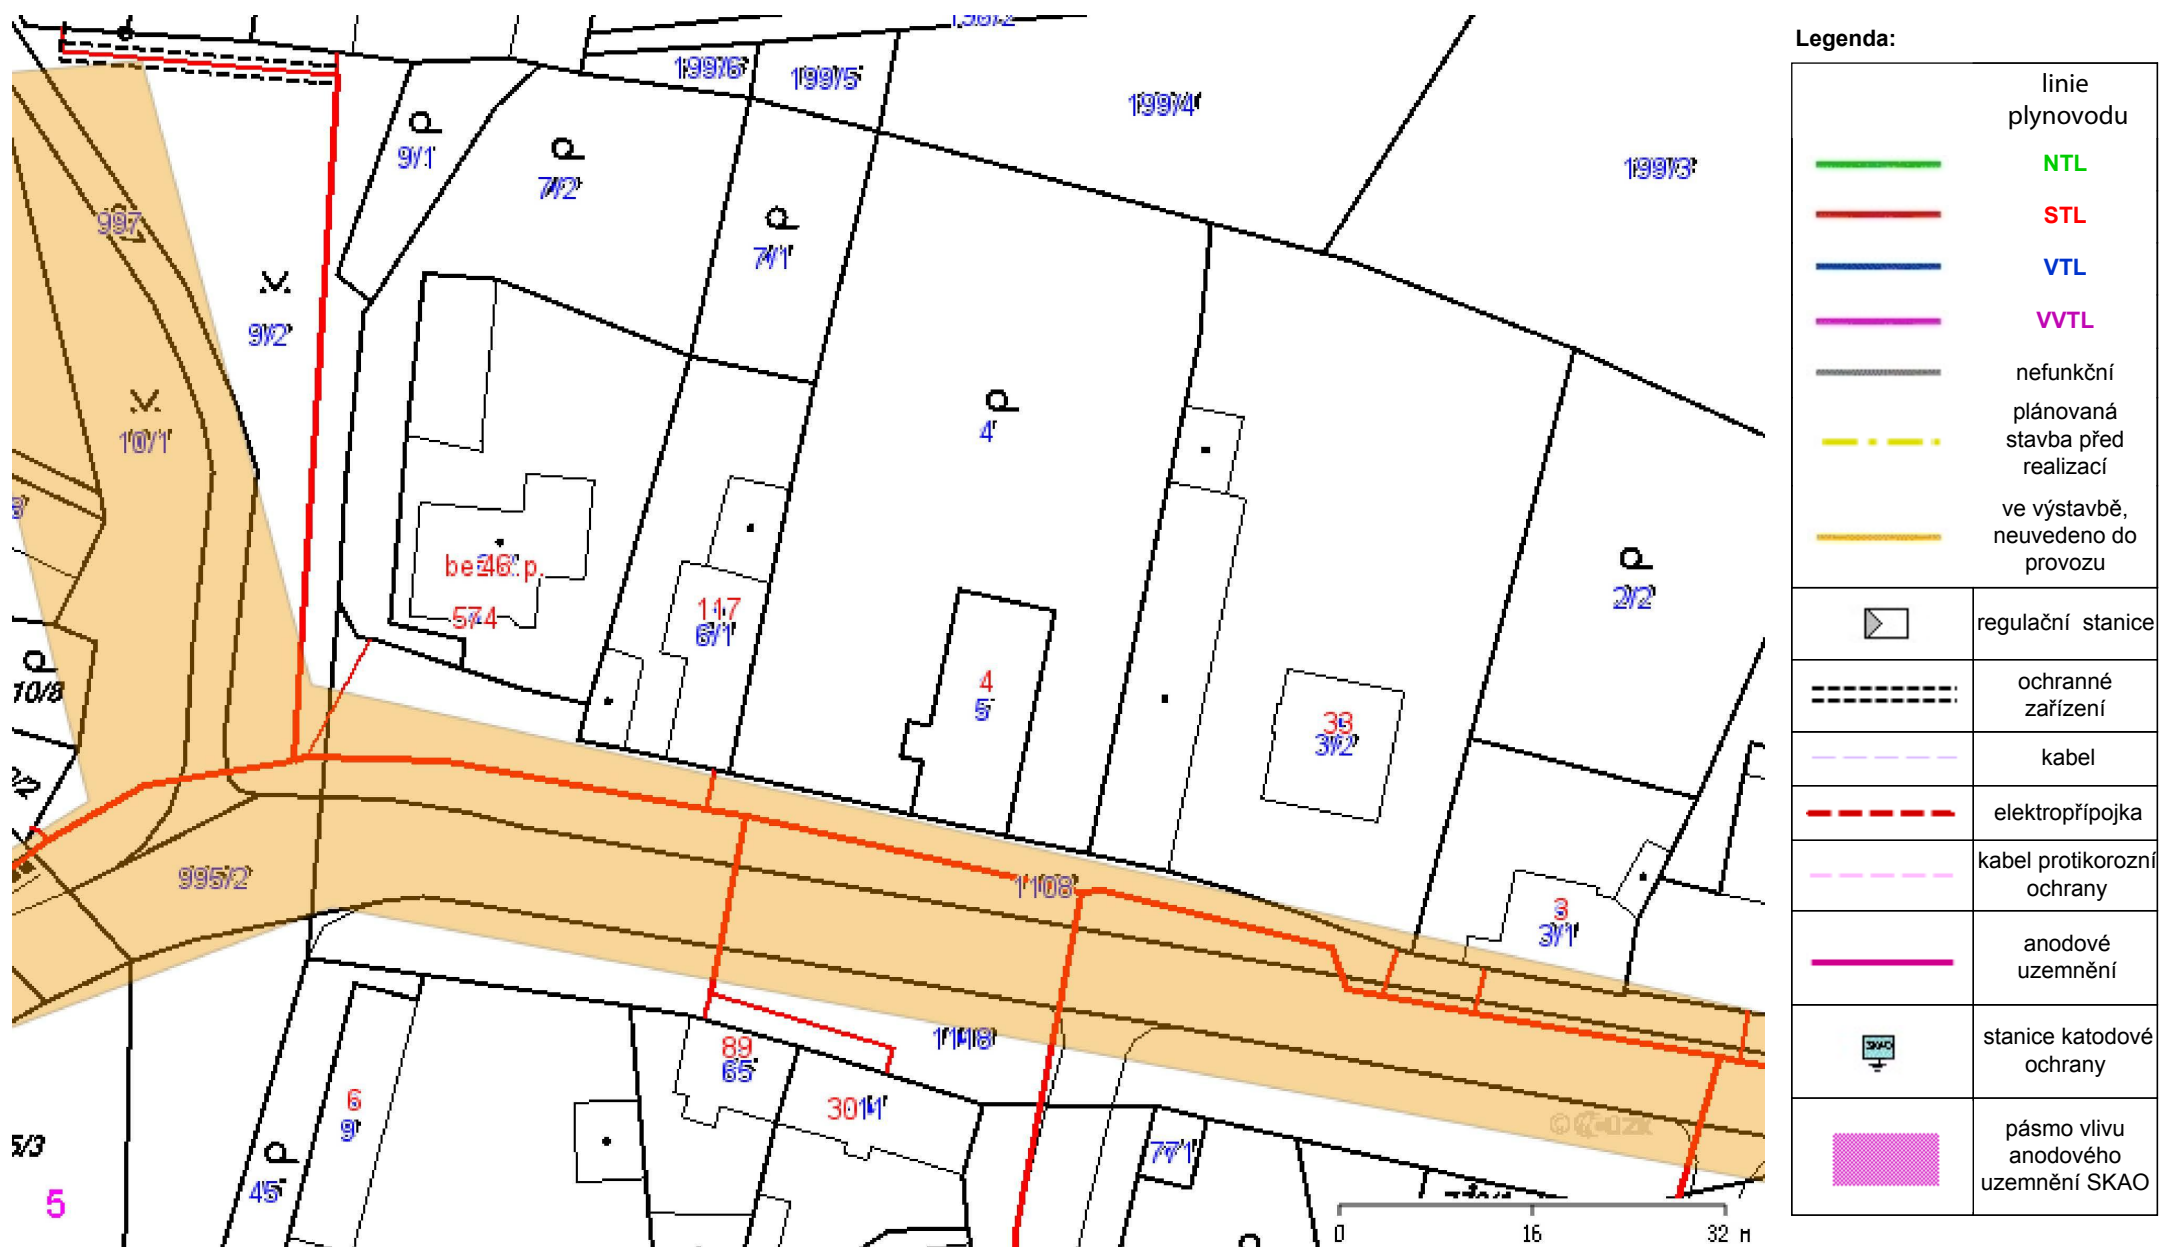 Legenda:
linie
plynovodu
NTL
STL
VTL
VVTL
nefunkční
plánovaná
stavba před
realizací
ve výstavbě,
neuvedeno do
provozu
regulační stanice
ochranné
zařízení
kabel
elektropřípojka
kabel protikorozní
ochrany
anodové
uzemnění
SKAO
stanice katodové
ochrany
pásmo vlivu
anodového
uzemnění SKAO
199/6
199/5
199/4
199/3
9/1
7/2
7/1
997
9/2
10/1
4
574
117
6/1
4
5
33
3/2
2/2
3
3/1
10/8
995/2
1108
1118
89
65
6
9
45
77/1
5/3
5
0 16 32 м